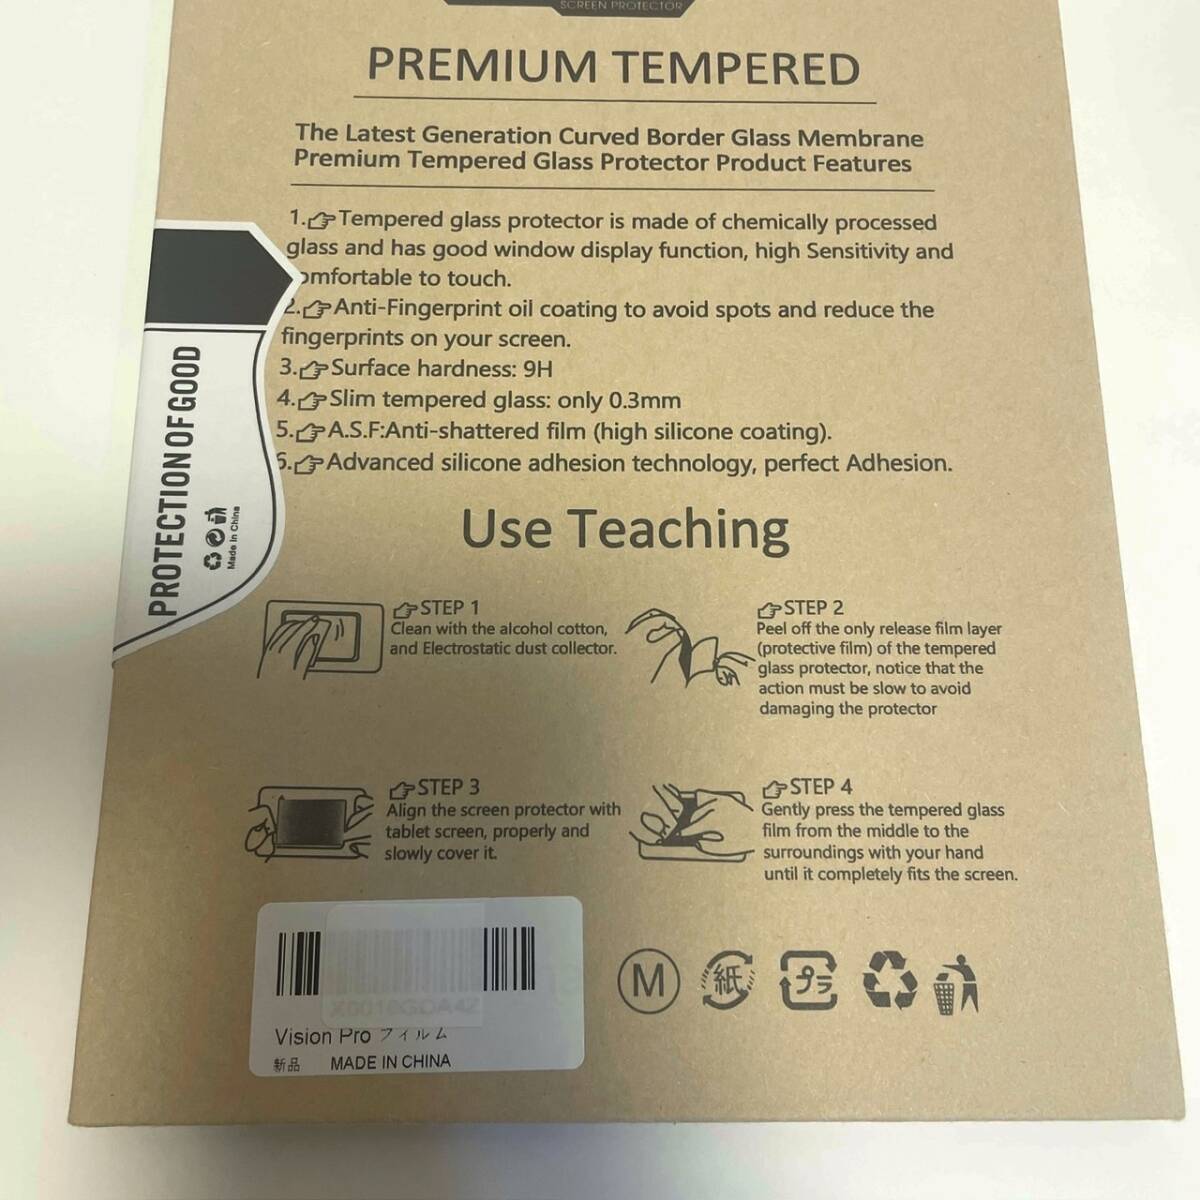 SCREEN PROTECTOR
PREMIUM TEMPERED
The Latest Generation Curved Border Glass Membrane
Premium Tempered Glass Protector Product Features
1.Tempered glass protector is made of chemically processed
glass and has good window display function, high Sensitivity and
omfortable to touch.
2.Anti-Fingerprint oil coating to avoid spots and reduce the
fingerprints on your screen.
3.Surface hardness: 9H
4.Slim tempered glass: only 0.3mm
5.A.S.F:Anti-shattered film (high silicone coating).
6.Advanced silicone adhesion technology, perfect Adhesion.
PROTECTION OF GOOD
Made in China
Use Teaching
STEP 1
Clean with the alcohol cotton,
and Electrostatic dust collector.
STEP 2
Peel off the only release film layer
(protective film) of the tempered
glass protector, notice that the
action must be slow to avoid
damaging the protector
STEP 3
Align the screen protector with
tablet screen, properly and
slowly cover it.
STEP 4
Gently press the tempered glass
film from the middle to the
surroundings with your hand
until it completely fits the screen.
Vision Pro フィルム
新品 MADE IN CHINA
M 紙 プラ